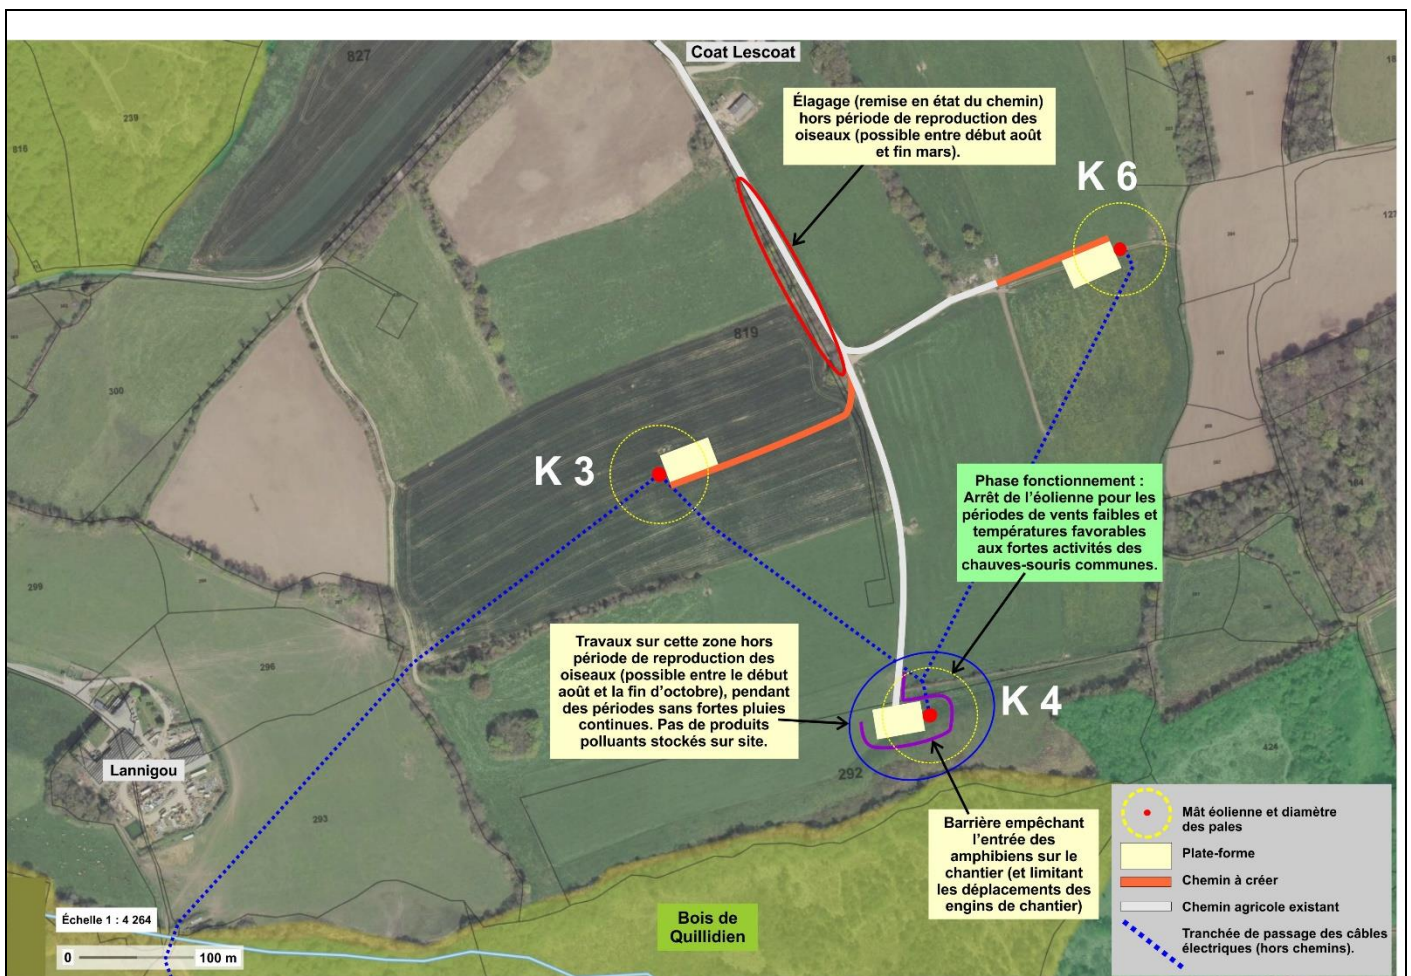 Coat Lescoat
827
239
818
Élagage (remise en état du chemin)
hors période de reproduction des
oiseaux (possible entre début août
et fin mars).
K 6
127
819
300
K 3
Phase fonctionnement :
Arrêt de l'éolienne pour les
périodes de vents faibles et
températures favorables
aux fortes activités des
chauves-souris communes.
184
299
296
Travaux sur cette zone hors
période de reproduction des
oiseaux (possible entre le début
août et la fin d'octobre), pendant
des périodes sans fortes pluies
continues. Pas de produits
polluants stockés sur site.
K 4
Lannigou
292
426
293
Barrière empêchant
l'entrée des
amphibiens sur le
chantier (et limitant
les déplacements des
engins de chantier)
Mât éolienne et diamètre
des pales
Plate-forme
Chemin à créer
Chemin agricole existant
Tranchée de passage des câbles
électriques (hors chemins).
Échelle 1 : 4 264
0 100 m
Bois de
Quillidien